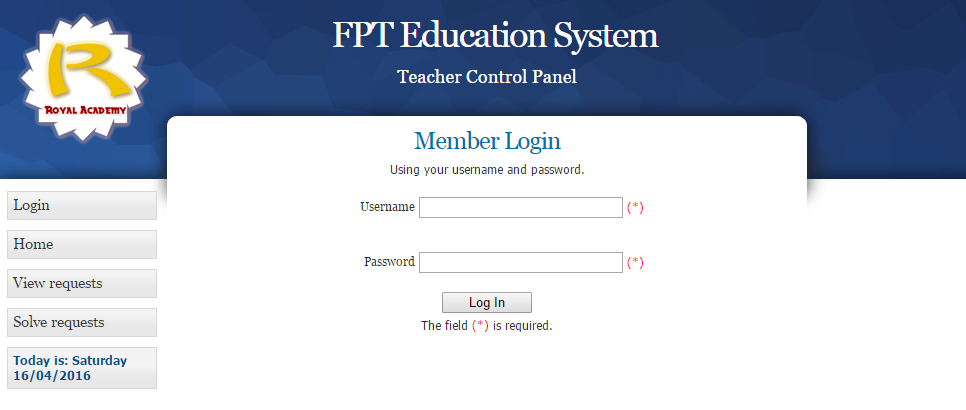 FPT Education System
Teacher Control Panel
R
ROYAL ACADEMY
Member Login
Using your username and password.
Username (*)
Password (*)
Log In
The field (*) is required.
Login
Home
View requests
Solve requests
Today is: Saturday
16/04/2016